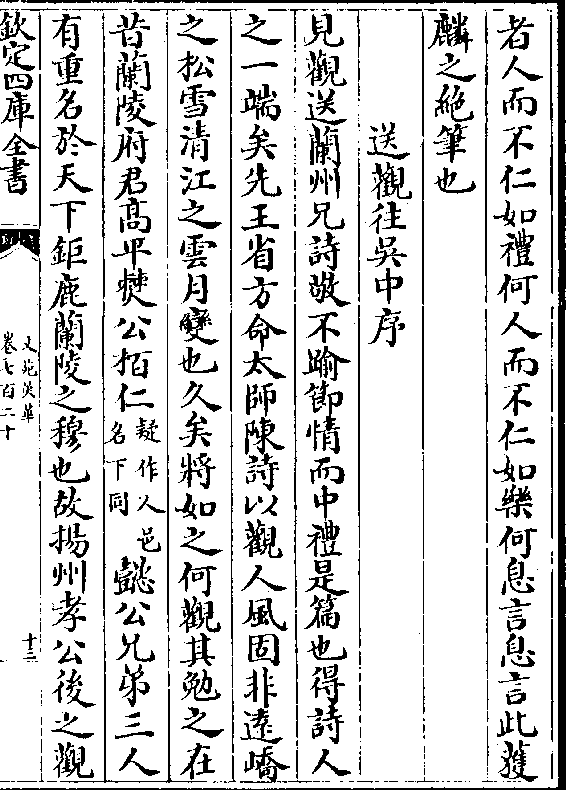 者人而不仁如禮何人而不仁如樂何息言息言此獲
麟之絶筆也
送觀往吳中序
見觀送蘭州兄詩敬不踰節情而中禮是篇也得詩人
之一端矣先王省方命太師陳詩以觀人風固非遠嶠
之松雪清江之雲月變也久矣將如之何觀其勉之在
昔蘭陵府君髙平懿公栢仁疑作人名下同邑懿公兄弟三人
有重名於天下鉅鹿蘭陵之穆也故揚州孝公後之觀
欽定四庫全書
文苑英華
卷七百二十
十三